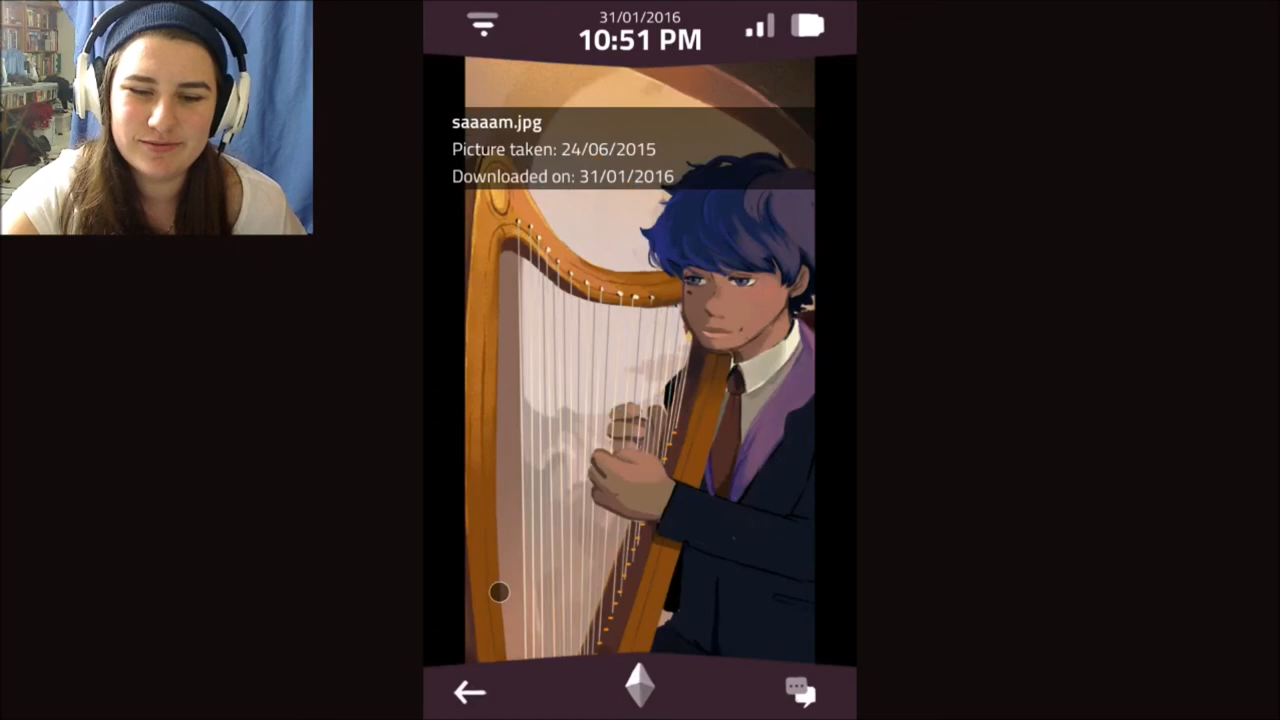 31/01/2016
10:51 PM
saaaam.jpg
Picture taken: 24/06/2015
Downloaded on: 31/01/2016